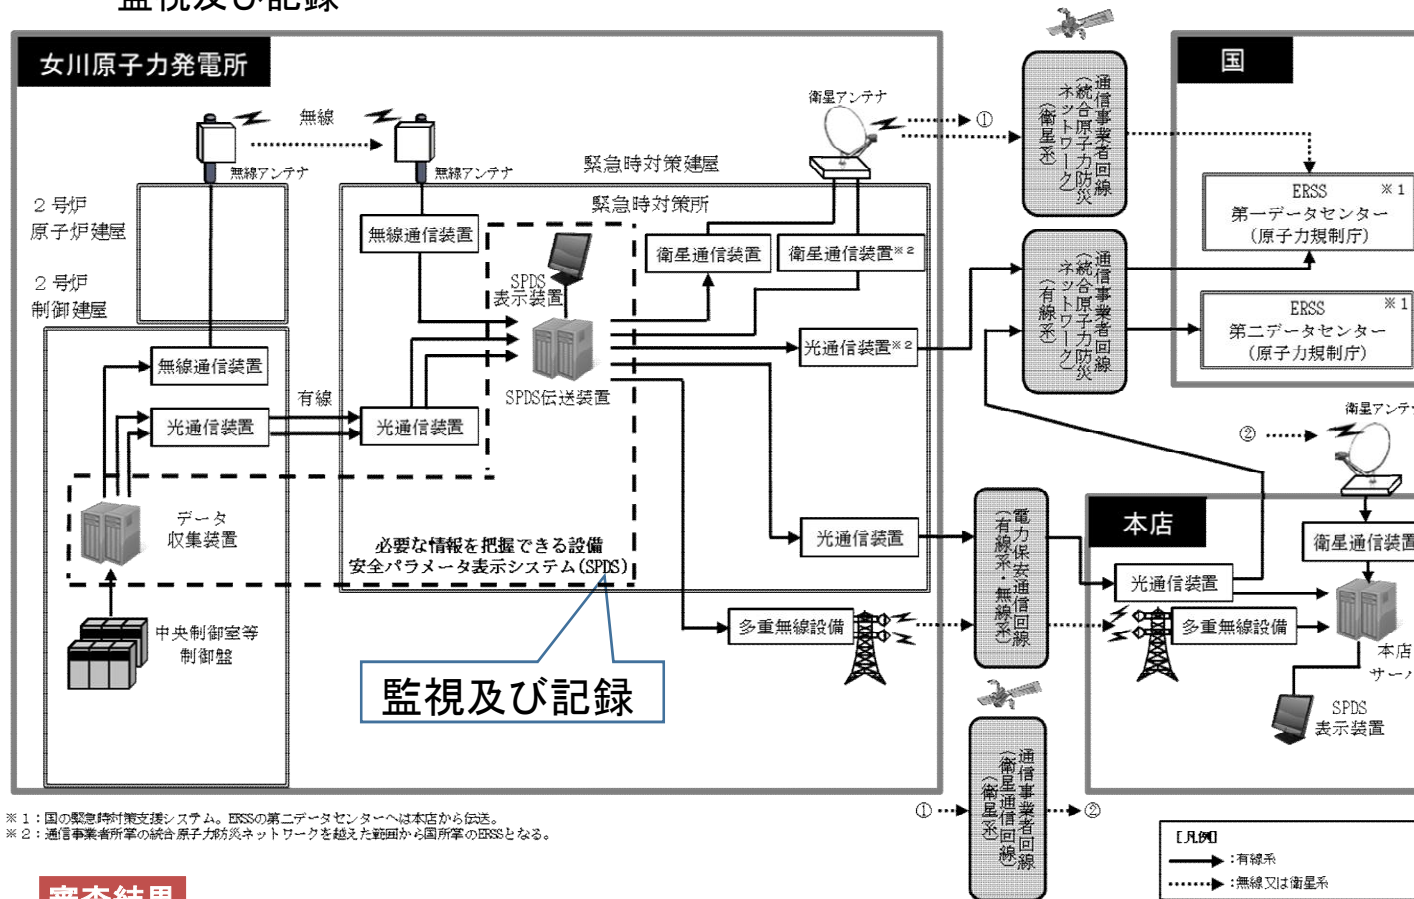 監視及び記録
女川原子力発電所
国
無線
無線アンテナ
無線アンテナ
衛星アンテナ
①
通信事業者回線
(統合原子力防災
ネットワーク)
(衛星系)
緊急時対策建屋
緊急時対策所
2号炉
原子炉建屋
2号炉
制御建屋
無線通信装置
SPDS
表示装置
衛星通信装置
衛星通信装置※2
ERSS ※1
第一データセンター
(原子力規制庁)
通信事業者回線
(統合原子力防災
ネットワーク)
(有線系)
ERSS ※1
第二データセンター
(原子力規制庁)
無線通信装置
光通信装置※2
SPDS伝送装置
有線
光通信装置
光通信装置
衛星アンテ
②
データ
収集装置
必要な情報を把握できる設備
安全パラメータ表示システム(SPDS)
光通信装置
電力保安通信回線
(有線系・無線系)
本店
衛星通信装置
光通信装置
中央制御室等
制御盤
多重無線設備
多重無線設備
本店
サー
監視及び記録
SPDS
表示装置
①
通信事業者回線
(衛星通信回線)
(衛星系)
②
※1:国の緊急時対策支援システム。ERSSの第二データセンターへは本店から伝送。
※2:通信事業者所掌の統合原子力防災ネットワークを越えた範囲から国所掌のERSSとなる。
[凡例]
:有線系
:無線又は衛星系
審査結果